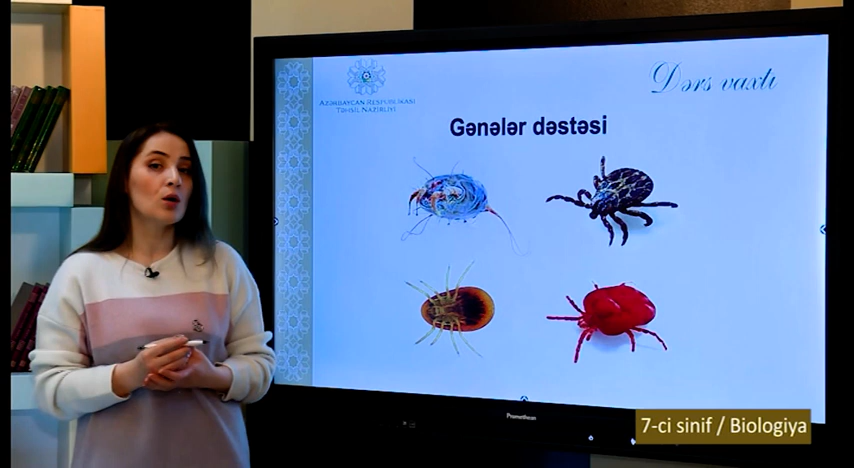 Dərs vaxtı
AZƏRBAYCAN RESPUBLİKASI
TƏHSİL NAZİRLİYİ
Gənələr dəstəsi
Promethean
7-ci sinif / Biologiya